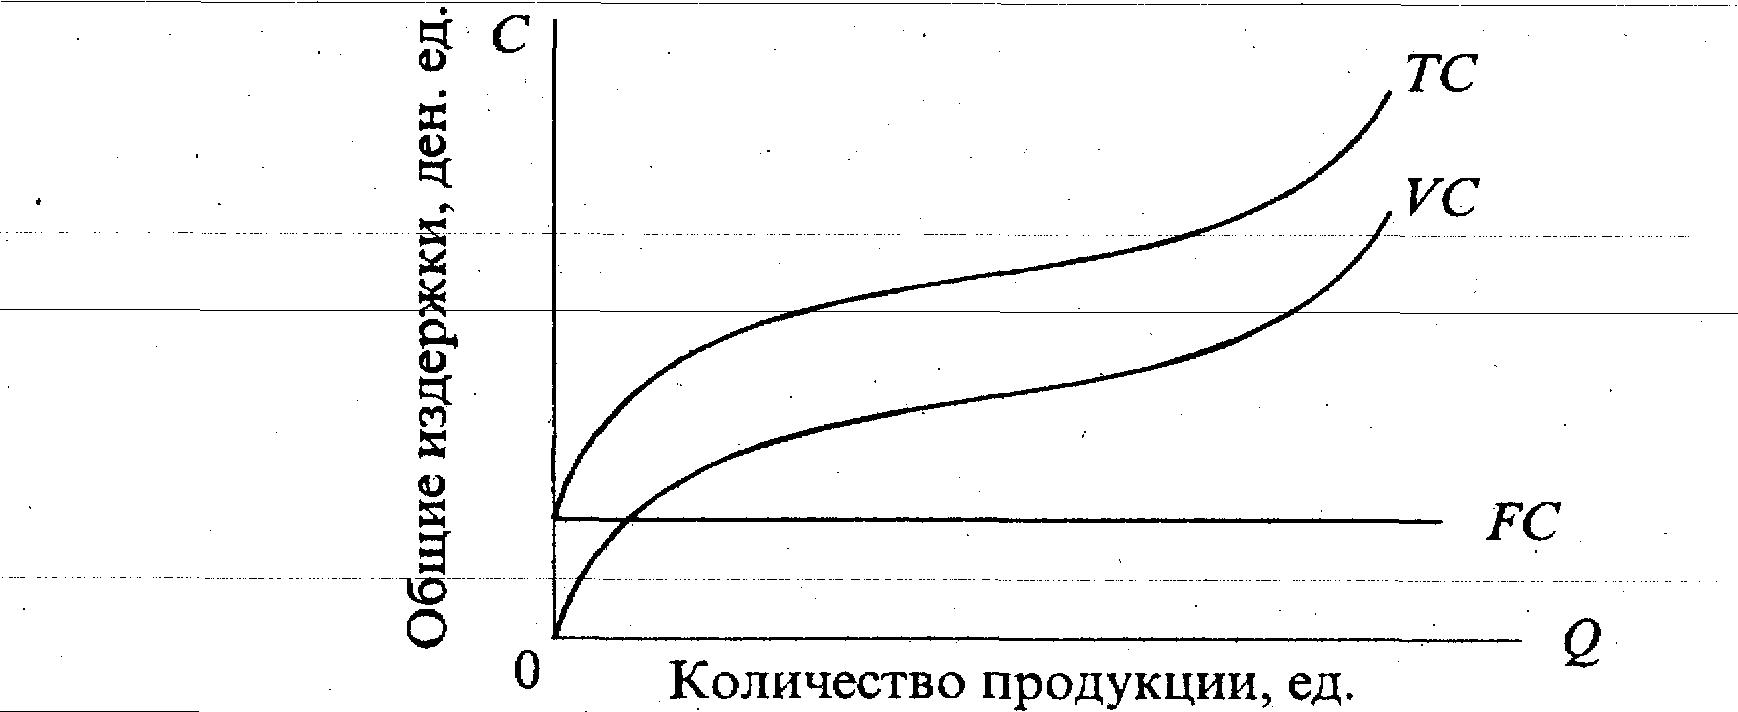 Общие издержки, ден. ед.
C
TC
VC
FC
Q
0
Количество продукции, ед.